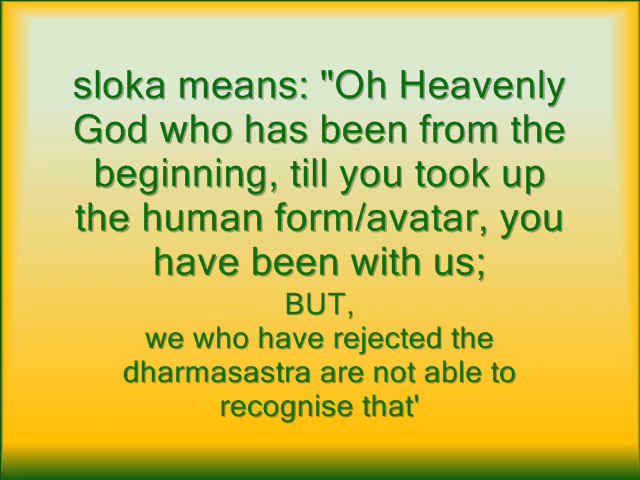 sloka means: "Oh Heavenly
God who has been from the
beginning, till you took up
the human form/avatar, you
have been with us;
BUT,
we who have rejected the
dharmasastra are not able to
recognise that'